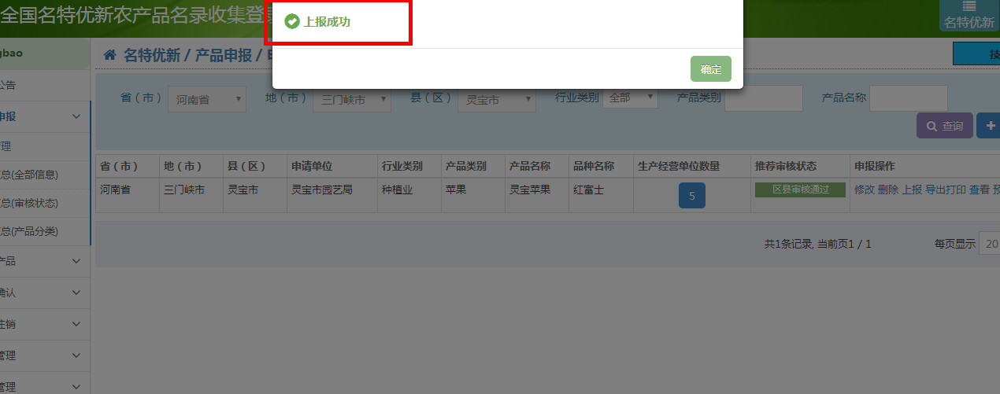 全国名特优新农产品名录收集登
上报成功
确定
名特优新
gbao
公告
申报
管理
总(全部信息)
总(审核状态)
总(产品分类)
产品
确认
注销
管理
管理
名特优新 / 产品申报 /
技
省（市） 河南省 地（市） 三门峡市 县（区） 灵宝市 行业类别 全部 产品类别 产品名称
查询
省（市） 地（市） 县（区） 申请单位 行业类别 产品类别 产品名称 品种名称 生产经营单位数量 推荐审核状态 申报操作
河南省 三门峡市 灵宝市 灵宝市园艺局 种植业 苹果 灵宝苹果 红富士 5 区县审核通过 修改 删除 上报 导出打印 查看 预
共1条记录, 当前页1 / 1 每页显示 20